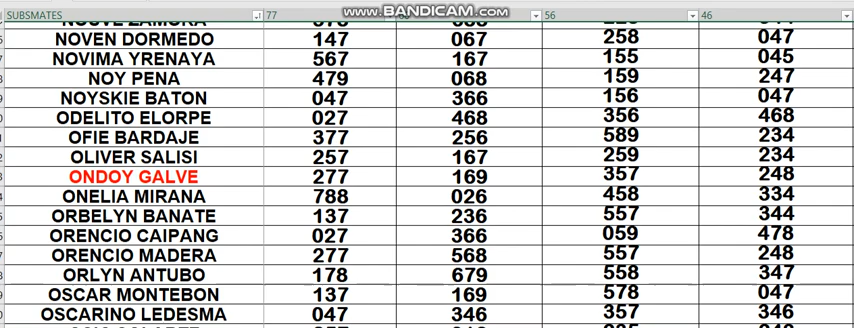 www.BANDICAM.com
SUBSMATES 77 56 46
NOVEN DORMEDO 147 067 258 047
NOVIMA YRENAYA 567 167 155 045
NOY PENA 479 068 159 247
NOYSKIE BATON 047 366 156 047
ODELITO ELORPE 027 468 356 468
OFIE BARDAJE 377 256 589 234
OLIVER SALISI 257 167 259 234
ONDOY GALVE 277 169 357 248
ONELIA MIRANA 788 026 458 334
ORBELYN BANATE 137 236 557 344
ORENCIO CAIPANG 027 366 059 478
ORENCIO MADERA 277 568 557 248
ORLYN ANTUBO 178 679 558 347
OSCAR MONTEBON 137 169 578 047
OSCARINO LEDESMA 047 346 357 346